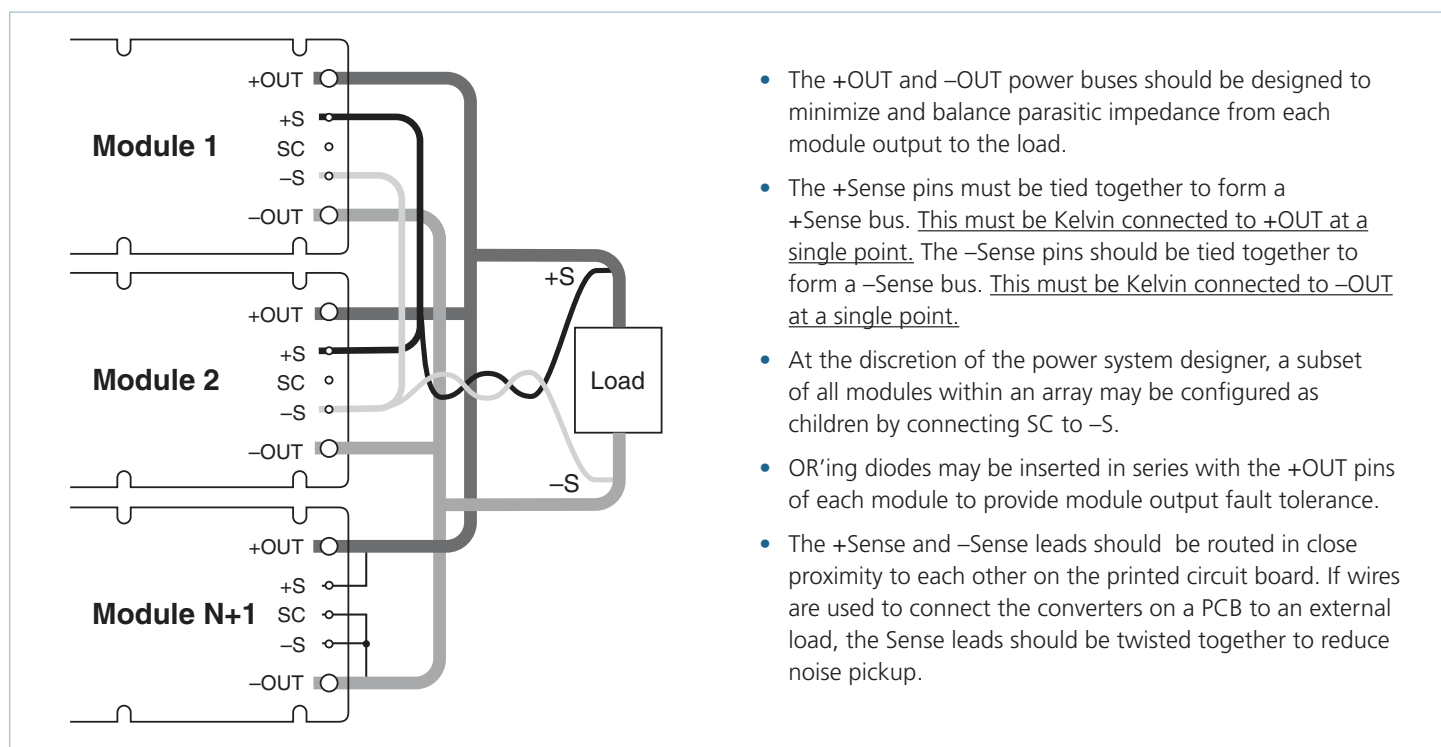 +OUT
+S
Module 1
SC
–S
–OUT
+OUT
+S
Module 2
SC
–S
–OUT
+OUT
+S
Module N+1
SC
–S
–OUT
+S
Load
–S
• The +OUT and –OUT power buses should be designed to
minimize and balance parasitic impedance from each
module output to the load.
• The +Sense pins must be tied together to form a
+Sense bus. This must be Kelvin connected to +OUT at a
single point. The –Sense pins should be tied together to
form a –Sense bus. This must be Kelvin connected to –OUT
at a single point.
• At the discretion of the power system designer, a subset
of all modules within an array may be configured as
children by connecting SC to –S.
• OR’ing diodes may be inserted in series with the +OUT pins
of each module to provide module output fault tolerance.
• The +Sense and –Sense leads should be routed in close
proximity to each other on the printed circuit board. If wires
are used to connect the converters on a PCB to an external
load, the Sense leads should be twisted together to reduce
noise pickup.